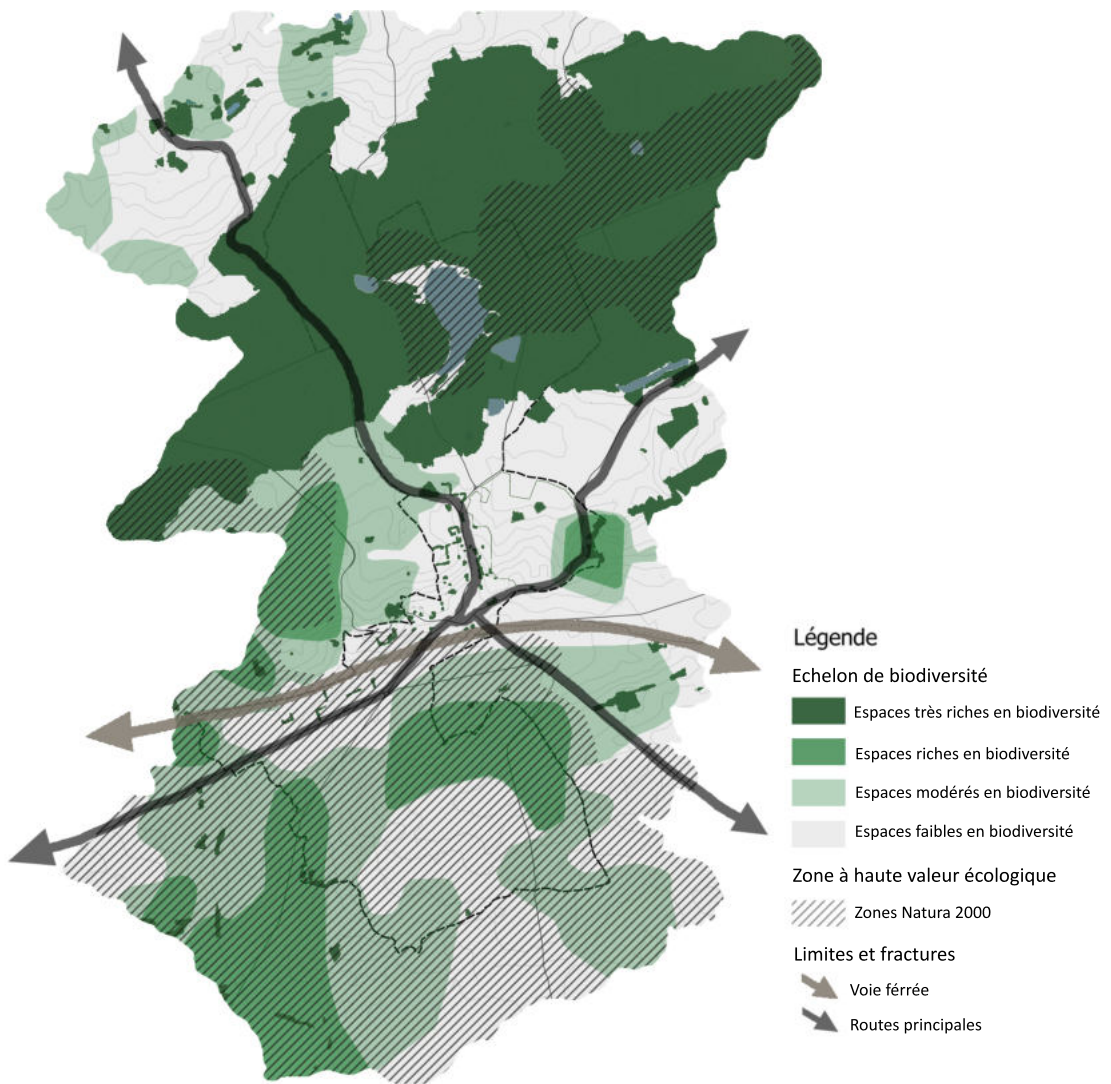 Légende
Echelon de biodiversité
Espaces très riches en biodiversité
Espaces riches en biodiversité
Espaces modérés en biodiversité
Espaces faibles en biodiversité
Zone à haute valeur écologique
Zones Natura 2000
Limites et fractures
Voie férrée
Routes principales